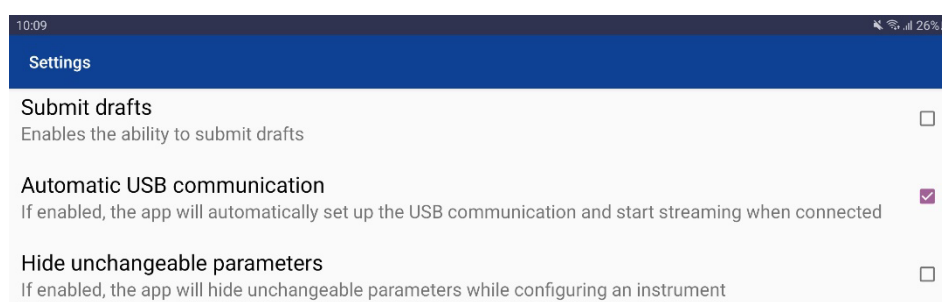 10:09 26%
Settings
Submit drafts
Enables the ability to submit drafts
Automatic USB communication
If enabled, the app will automatically set up the USB communication and start streaming when connected
Hide unchangeable parameters
If enabled, the app will hide unchangeable parameters while configuring an instrument